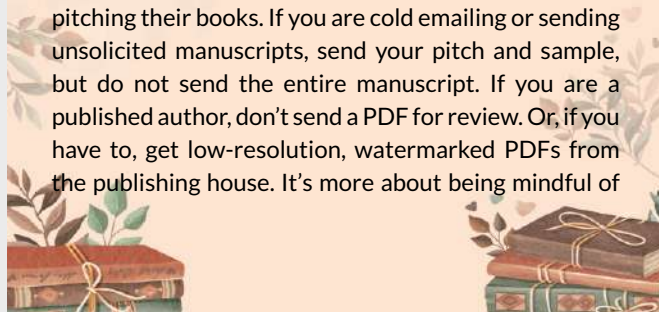 pitching their books. If you are cold emailing or sending
unsolicited manuscripts, send your pitch and sample,
but do not send the entire manuscript. If you are a
published author, don’t send a PDF for review. Or, if you
have to, get low-resolution, watermarked PDFs from
the publishing house. It’s more about being mindful of